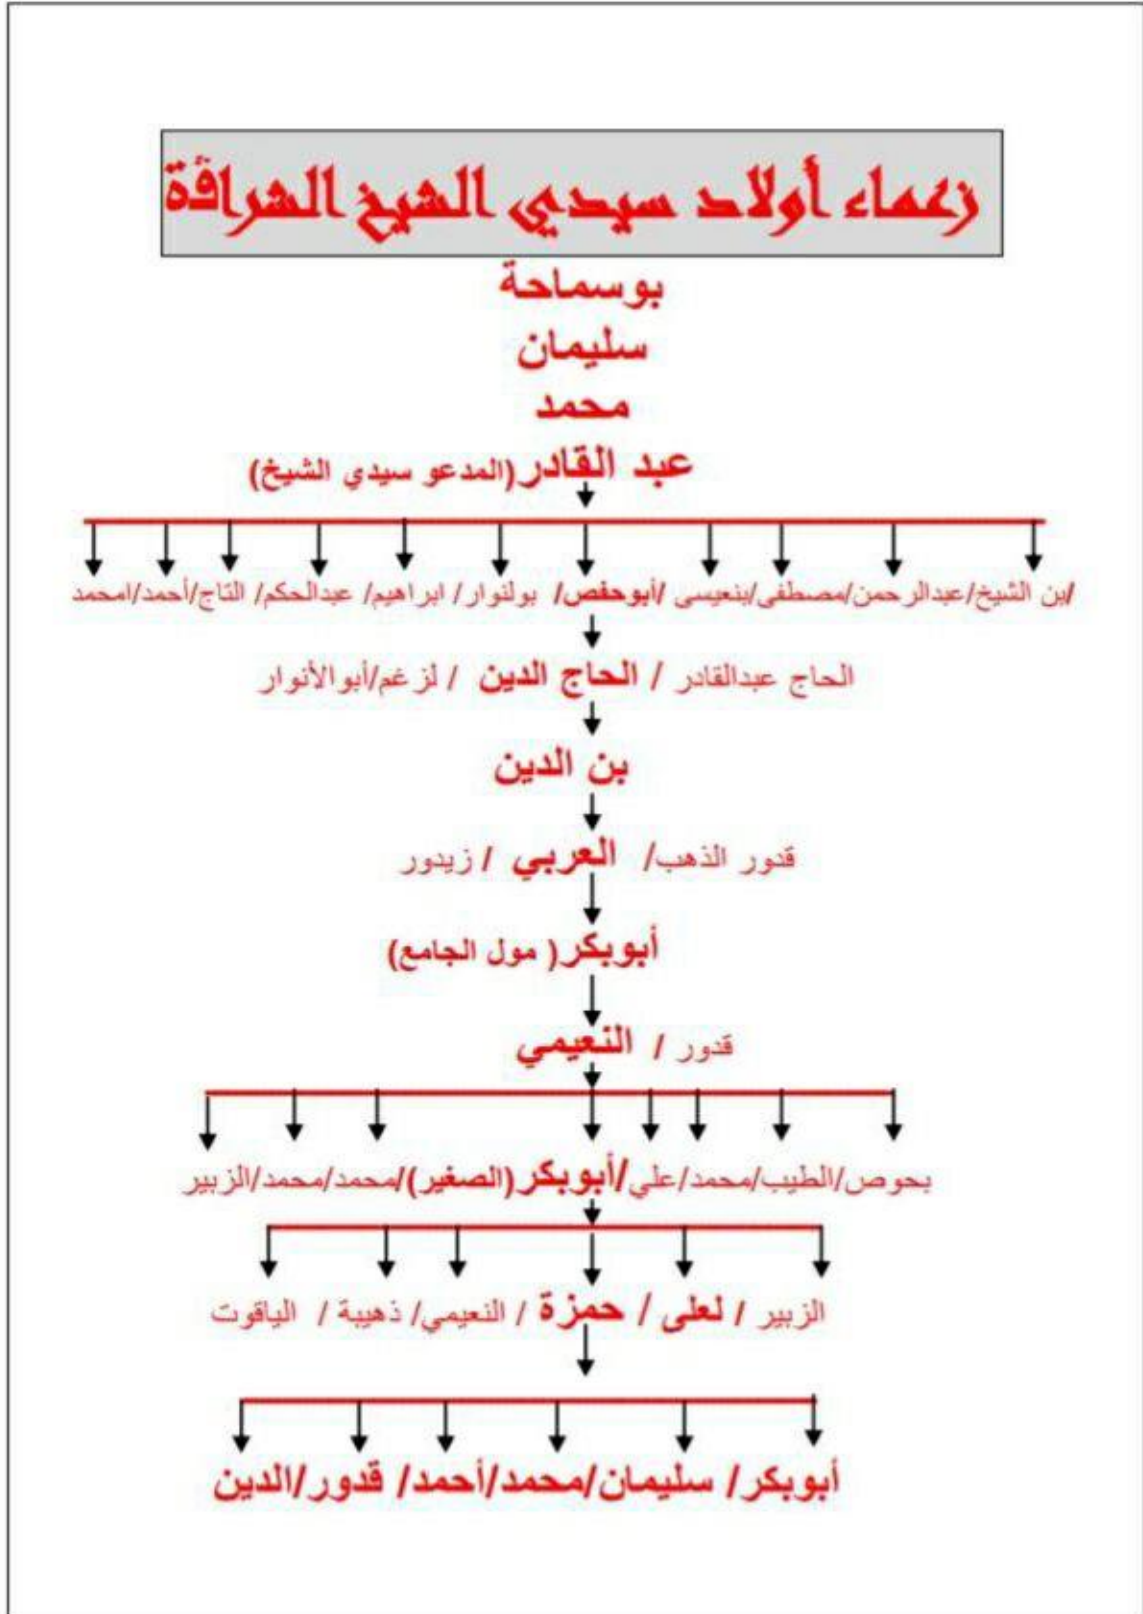 زعماء أولاد سيدي الشيخ الشراڨة
بوسماحة
سليمان
محمد
عبد القادر(المدعو سيدي الشيخ)
/بن الشيخ/عبدالرحمن/مصطفى/بنعيسى /أبوحفص/ بولنوار/ ابراهيم/ عبدالحكم/ التاج/أحمد/امحمد
الحاج عبدالقادر / الحاج الدين / لزغم/أبوالأنوار
بن الدين
قدور الذهب/ العربي / زيدور
أبوبكر( مول الجامع)
قدور / النعيمي
بحوص/الطيب/محمد/علي/أبوبكر(الصغير)/محمد/محمد/الزبير
الزبير / لعلى / حمزة / النعيمي/ ذهيبة / الياقوت
أبوبكر/ سليمان/محمد/أحمد/ قدور/الدين